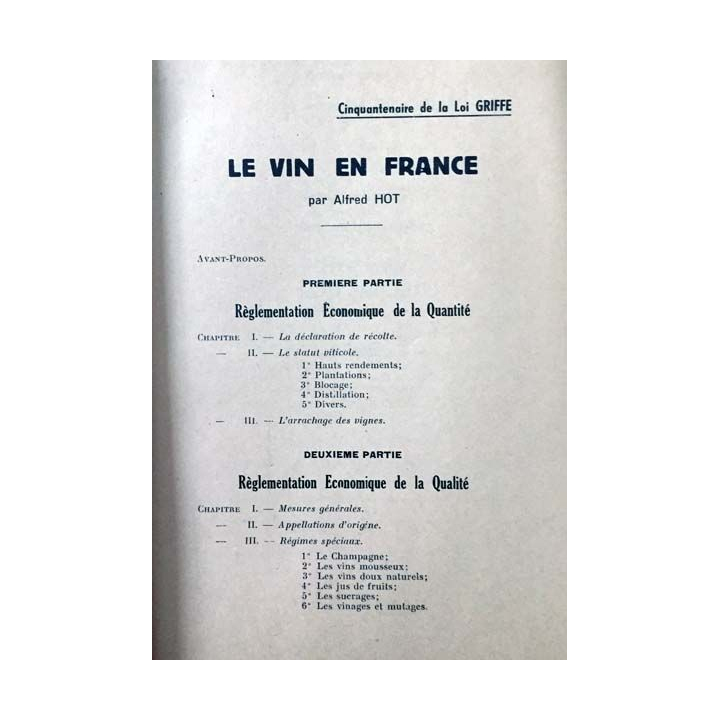 Cinquantenaire de la Loi GRIFFE
LE VIN EN FRANCE
par Alfred HOT
AVANT-PROPOS.
PREMIERE PARTIE
Règlementation Economique de la Quantité
CHAPITRE I. — La déclaration de récolte.
— II. — Le statut viticole.
1° Hauts rendements;
2° Plantations;
3° Blocage;
4° Distillation;
5° Divers.
— III. — L'arrachage des vignes.
DEUXIEME PARTIE
Règlementation Economique de la Qualité
CHAPITRE I. — Mesures générales.
— II. — Appellations d'origine.
— III. — Régimes spéciaux.
1° Le Champagne;
2° Les vins mousseux;
3° Les vins doux naturels;
4° Les jus de fruits;
5° Les sucrages;
6° Les vinages et mutages.